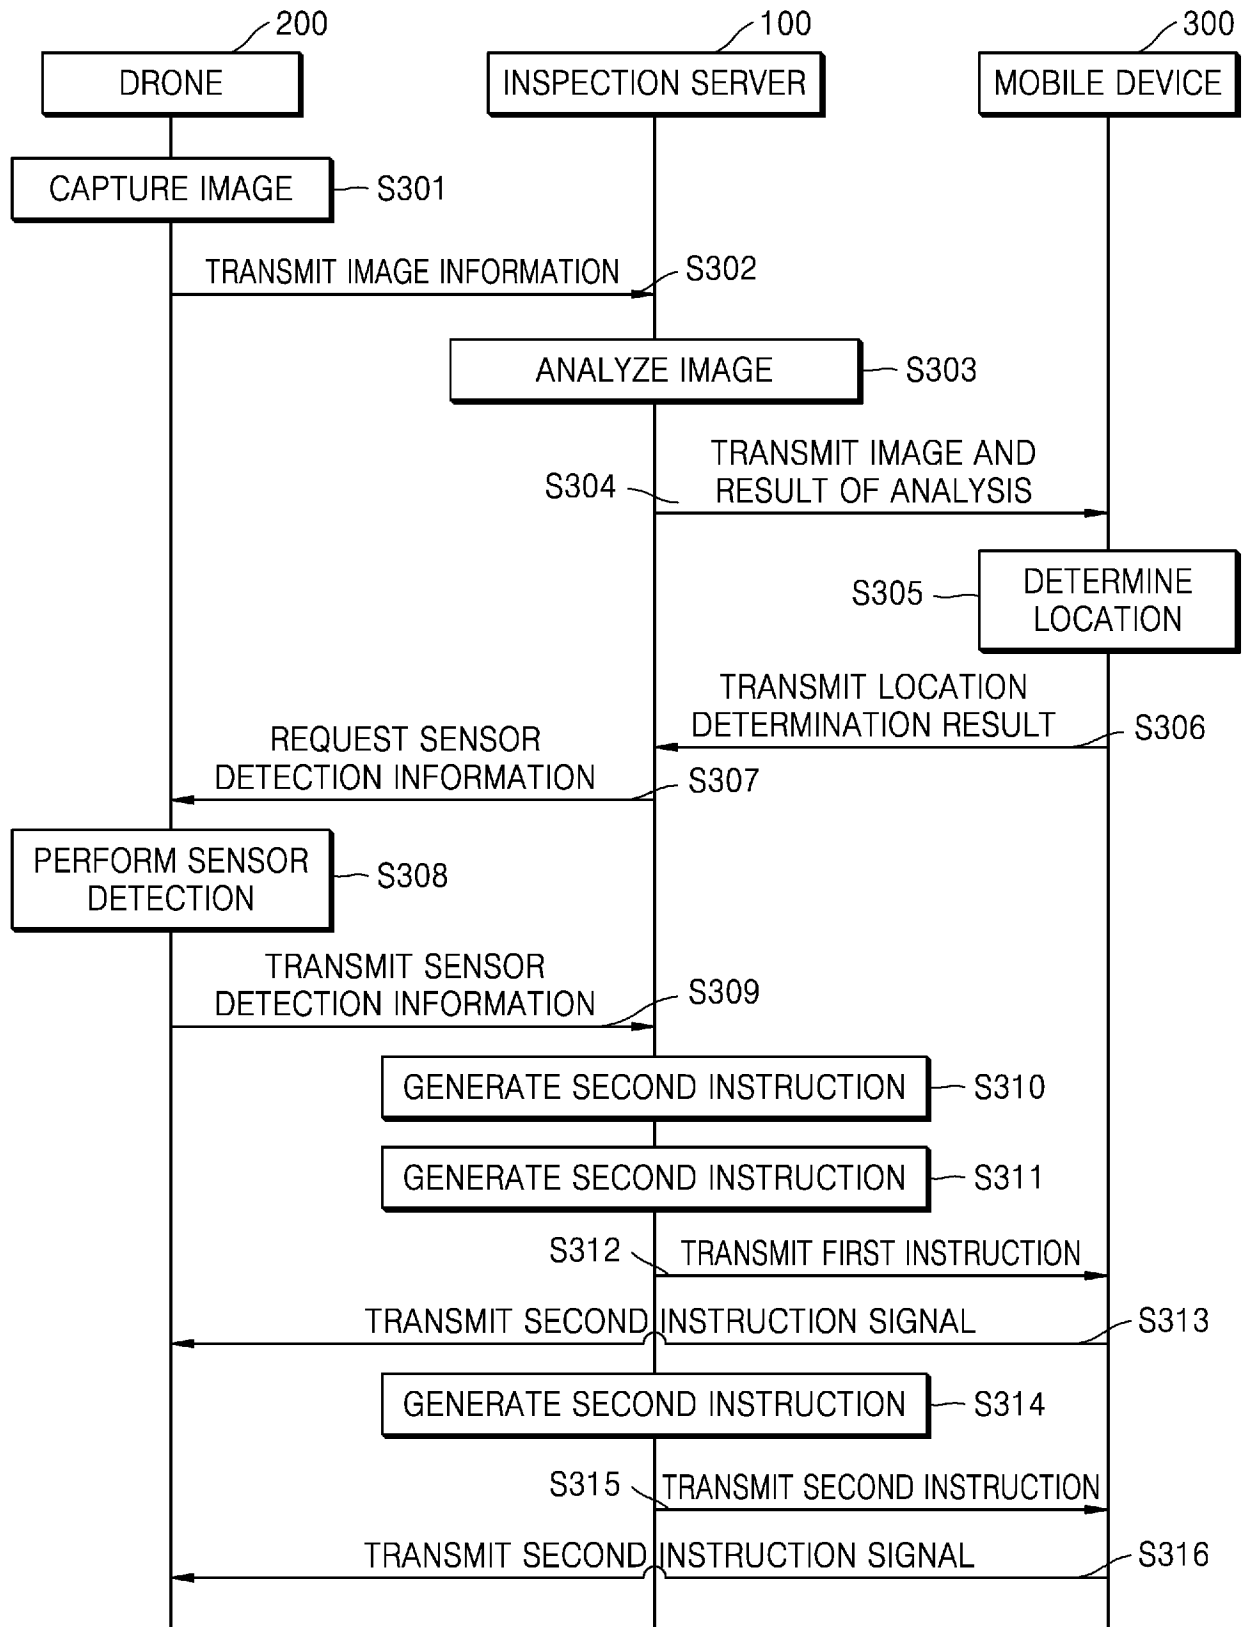 200
100
300
DRONE
INSPECTION SERVER
MOBILE DEVICE
CAPTURE IMAGE
S301
TRANSMIT IMAGE INFORMATION
S302
ANALYZE IMAGE
S303
S304
TRANSMIT IMAGE AND
RESULT OF ANALYSIS
S305
DETERMINE
LOCATION
TRANSMIT LOCATION
DETERMINATION RESULT
S306
REQUEST SENSOR
DETECTION INFORMATION
S307
PERFORM SENSOR
DETECTION
S308
TRANSMIT SENSOR
DETECTION INFORMATION
S309
GENERATE SECOND INSTRUCTION
S310
GENERATE SECOND INSTRUCTION
S311
S312
TRANSMIT FIRST INSTRUCTION
TRANSMIT SECOND INSTRUCTION SIGNAL
S313
GENERATE SECOND INSTRUCTION
S314
S315
TRANSMIT SECOND INSTRUCTION
TRANSMIT SECOND INSTRUCTION SIGNAL
S316